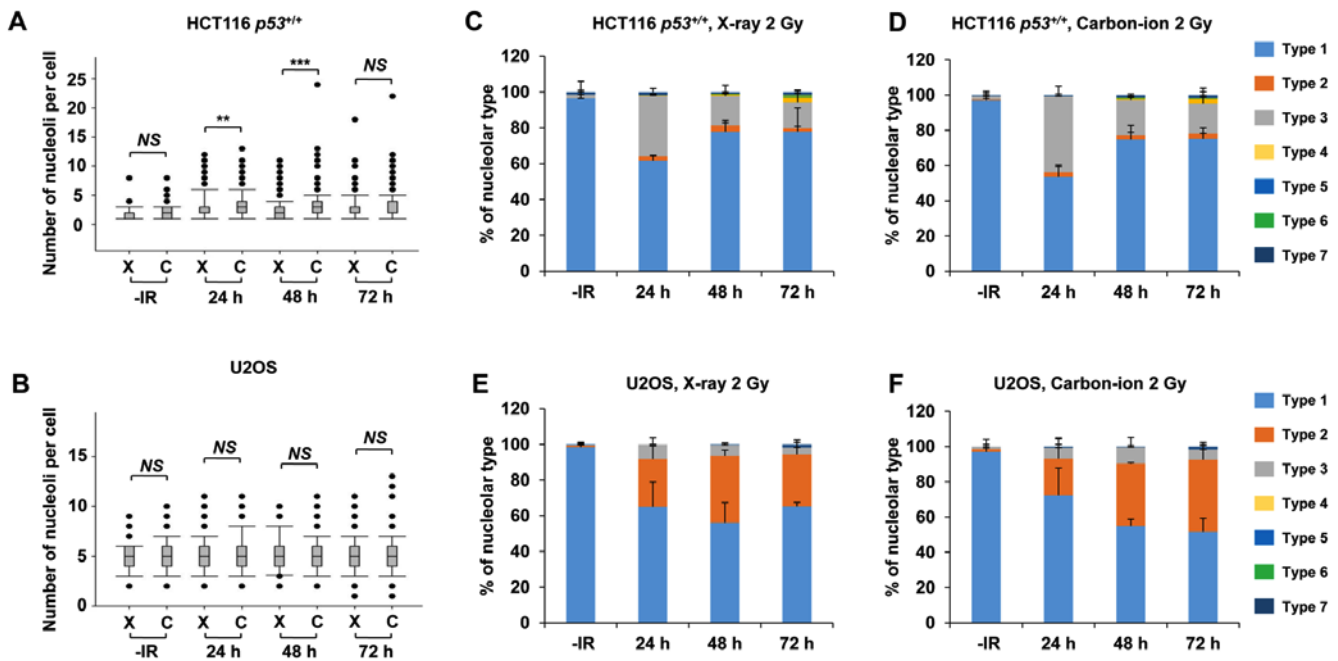 A
HCT116 p53+/+
Number of nucleoli per cell
25
20
15
10
5
0
NS
**
***
NS
X C X C X C X C
-IR 24 h 48 h 72 h
C
HCT116 p53+/+, X-ray 2 Gy
% of nucleolar type
120
100
80
60
40
20
0
-IR 24 h 48 h 72 h
D
HCT116 p53+/+, Carbon-ion 2 Gy
% of nucleolar type
120
100
80
60
40
20
0
-IR 24 h 48 h 72 h
Type 1
Type 2
Type 3
Type 4
Type 5
Type 6
Type 7
B
U2OS
Number of nucleoli per cell
15
10
5
0
NS
NS
NS
NS
X C X C X C X C
-IR 24 h 48 h 72 h
E
U2OS, X-ray 2 Gy
% of nucleolar type
120
100
80
60
40
20
0
-IR 24 h 48 h 72 h
F
U2OS, Carbon-ion 2 Gy
% of nucleolar type
120
100
80
60
40
20
0
-IR 24 h 48 h 72 h
Type 1
Type 2
Type 3
Type 4
Type 5
Type 6
Type 7